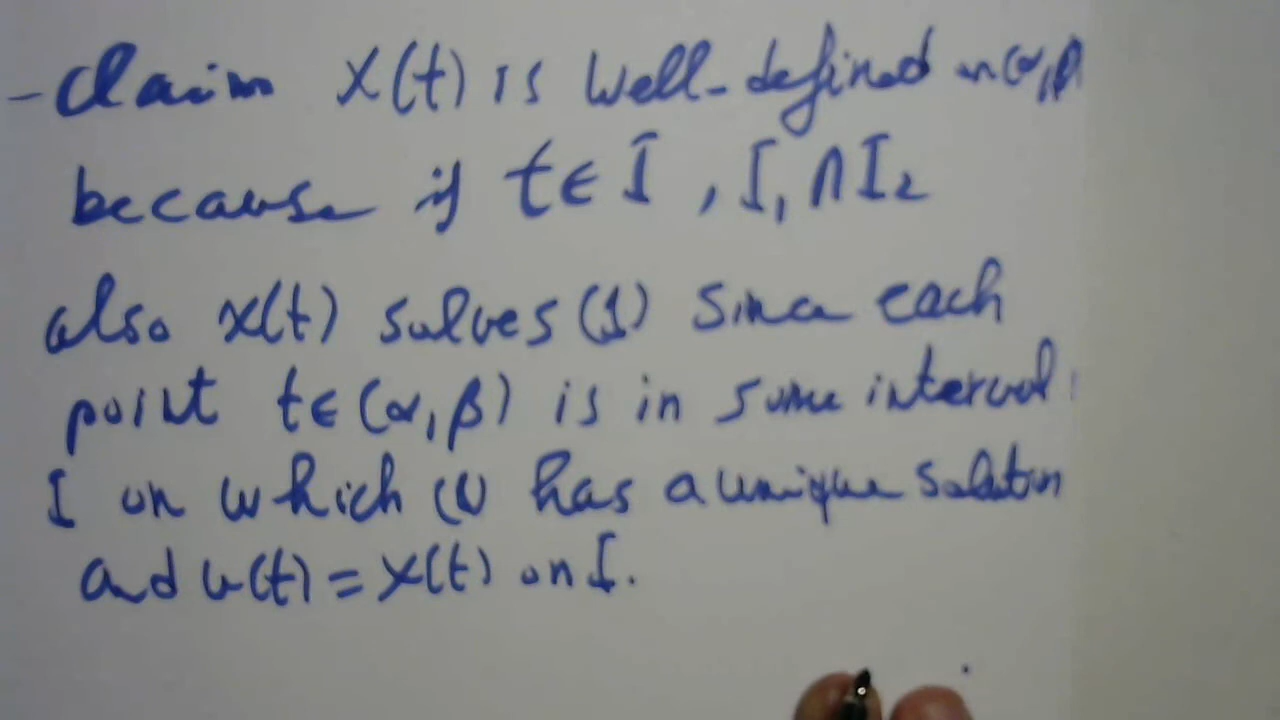 - Claim X(t) is well-defined on (α, β)
because if t ∈ I, I₁ ∩ I₂
also x(t) solves (1) since each
point t ∈ (α, β) is in some interval
I on which (1) has a unique solution
and u(t) = x(t) on I.